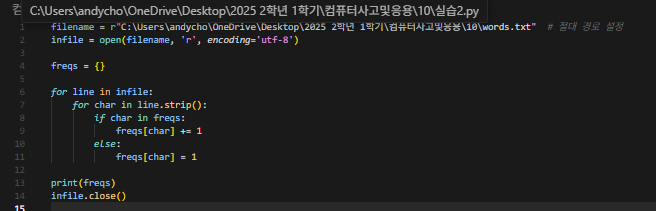 컴
C:\Users\andycho\OneDrive\Desktop\2025 2학년 1학기\컴퓨터사고및응용\10\실습2.py
1 filename = r"C:\Users\andycho\OneDrive\Desktop\2025 2학년 1학기\컴퓨터사고및응용\10\words.txt"  # 절대 경로 설정
2 infile = open(filename, 'r', encoding='utf-8')
3
4 freqs = {}
5
6 for line in infile:
7     for char in line.strip():
8         if char in freqs:
9             freqs[char] += 1
10         else:
11             freqs[char] = 1
12
13 print(freqs)
14 infile.close()
15